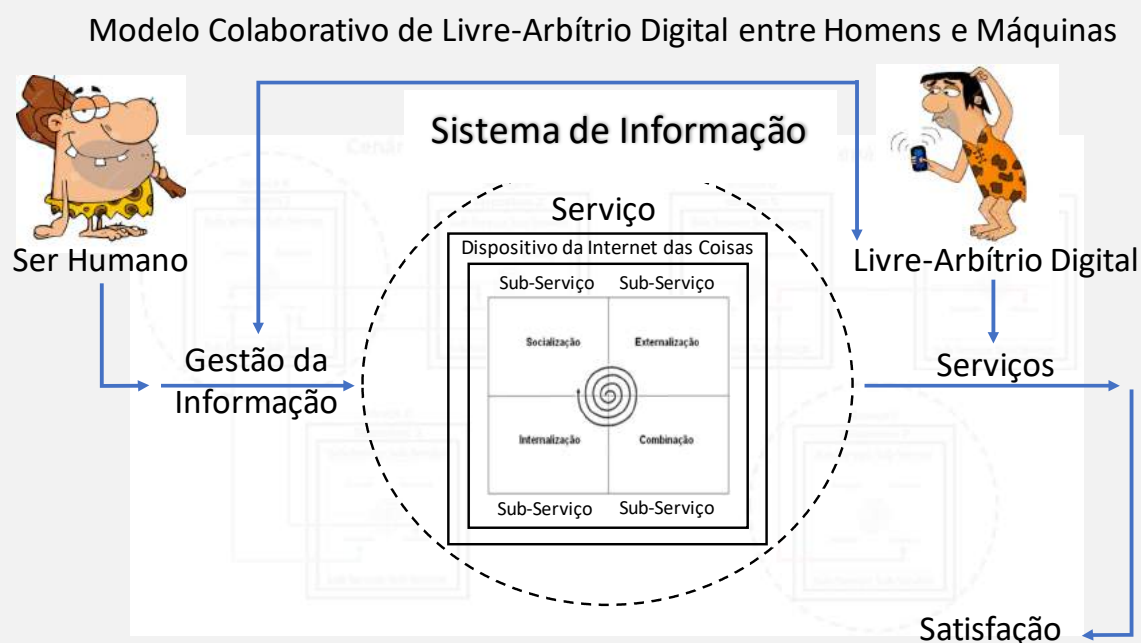 Modelo Colaborativo de Livre-Arbítrio Digital entre Homens e Máquinas
Sistema de Informação
Serviço
Dispositivo da Internet das Coisas
Ser Humano
Livre-Arbítrio Digital
Sub-Serviço Sub-Serviço
Socialização Externalização
Gestão da
Informação
Serviços
Internalização Combinação
Sub-Serviço Sub-Serviço
Satisfação